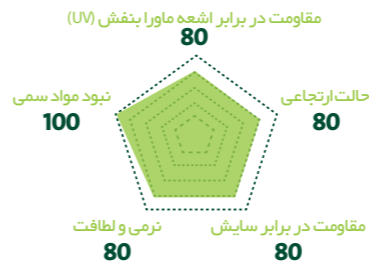 مقاومت در برابر اشعه ماورا بنفش (UV)
80
حالت ارتجاعی
80
نبود مواد سمی
100
مقاومت در برابر سایش
80
نرمی و لطافت
80